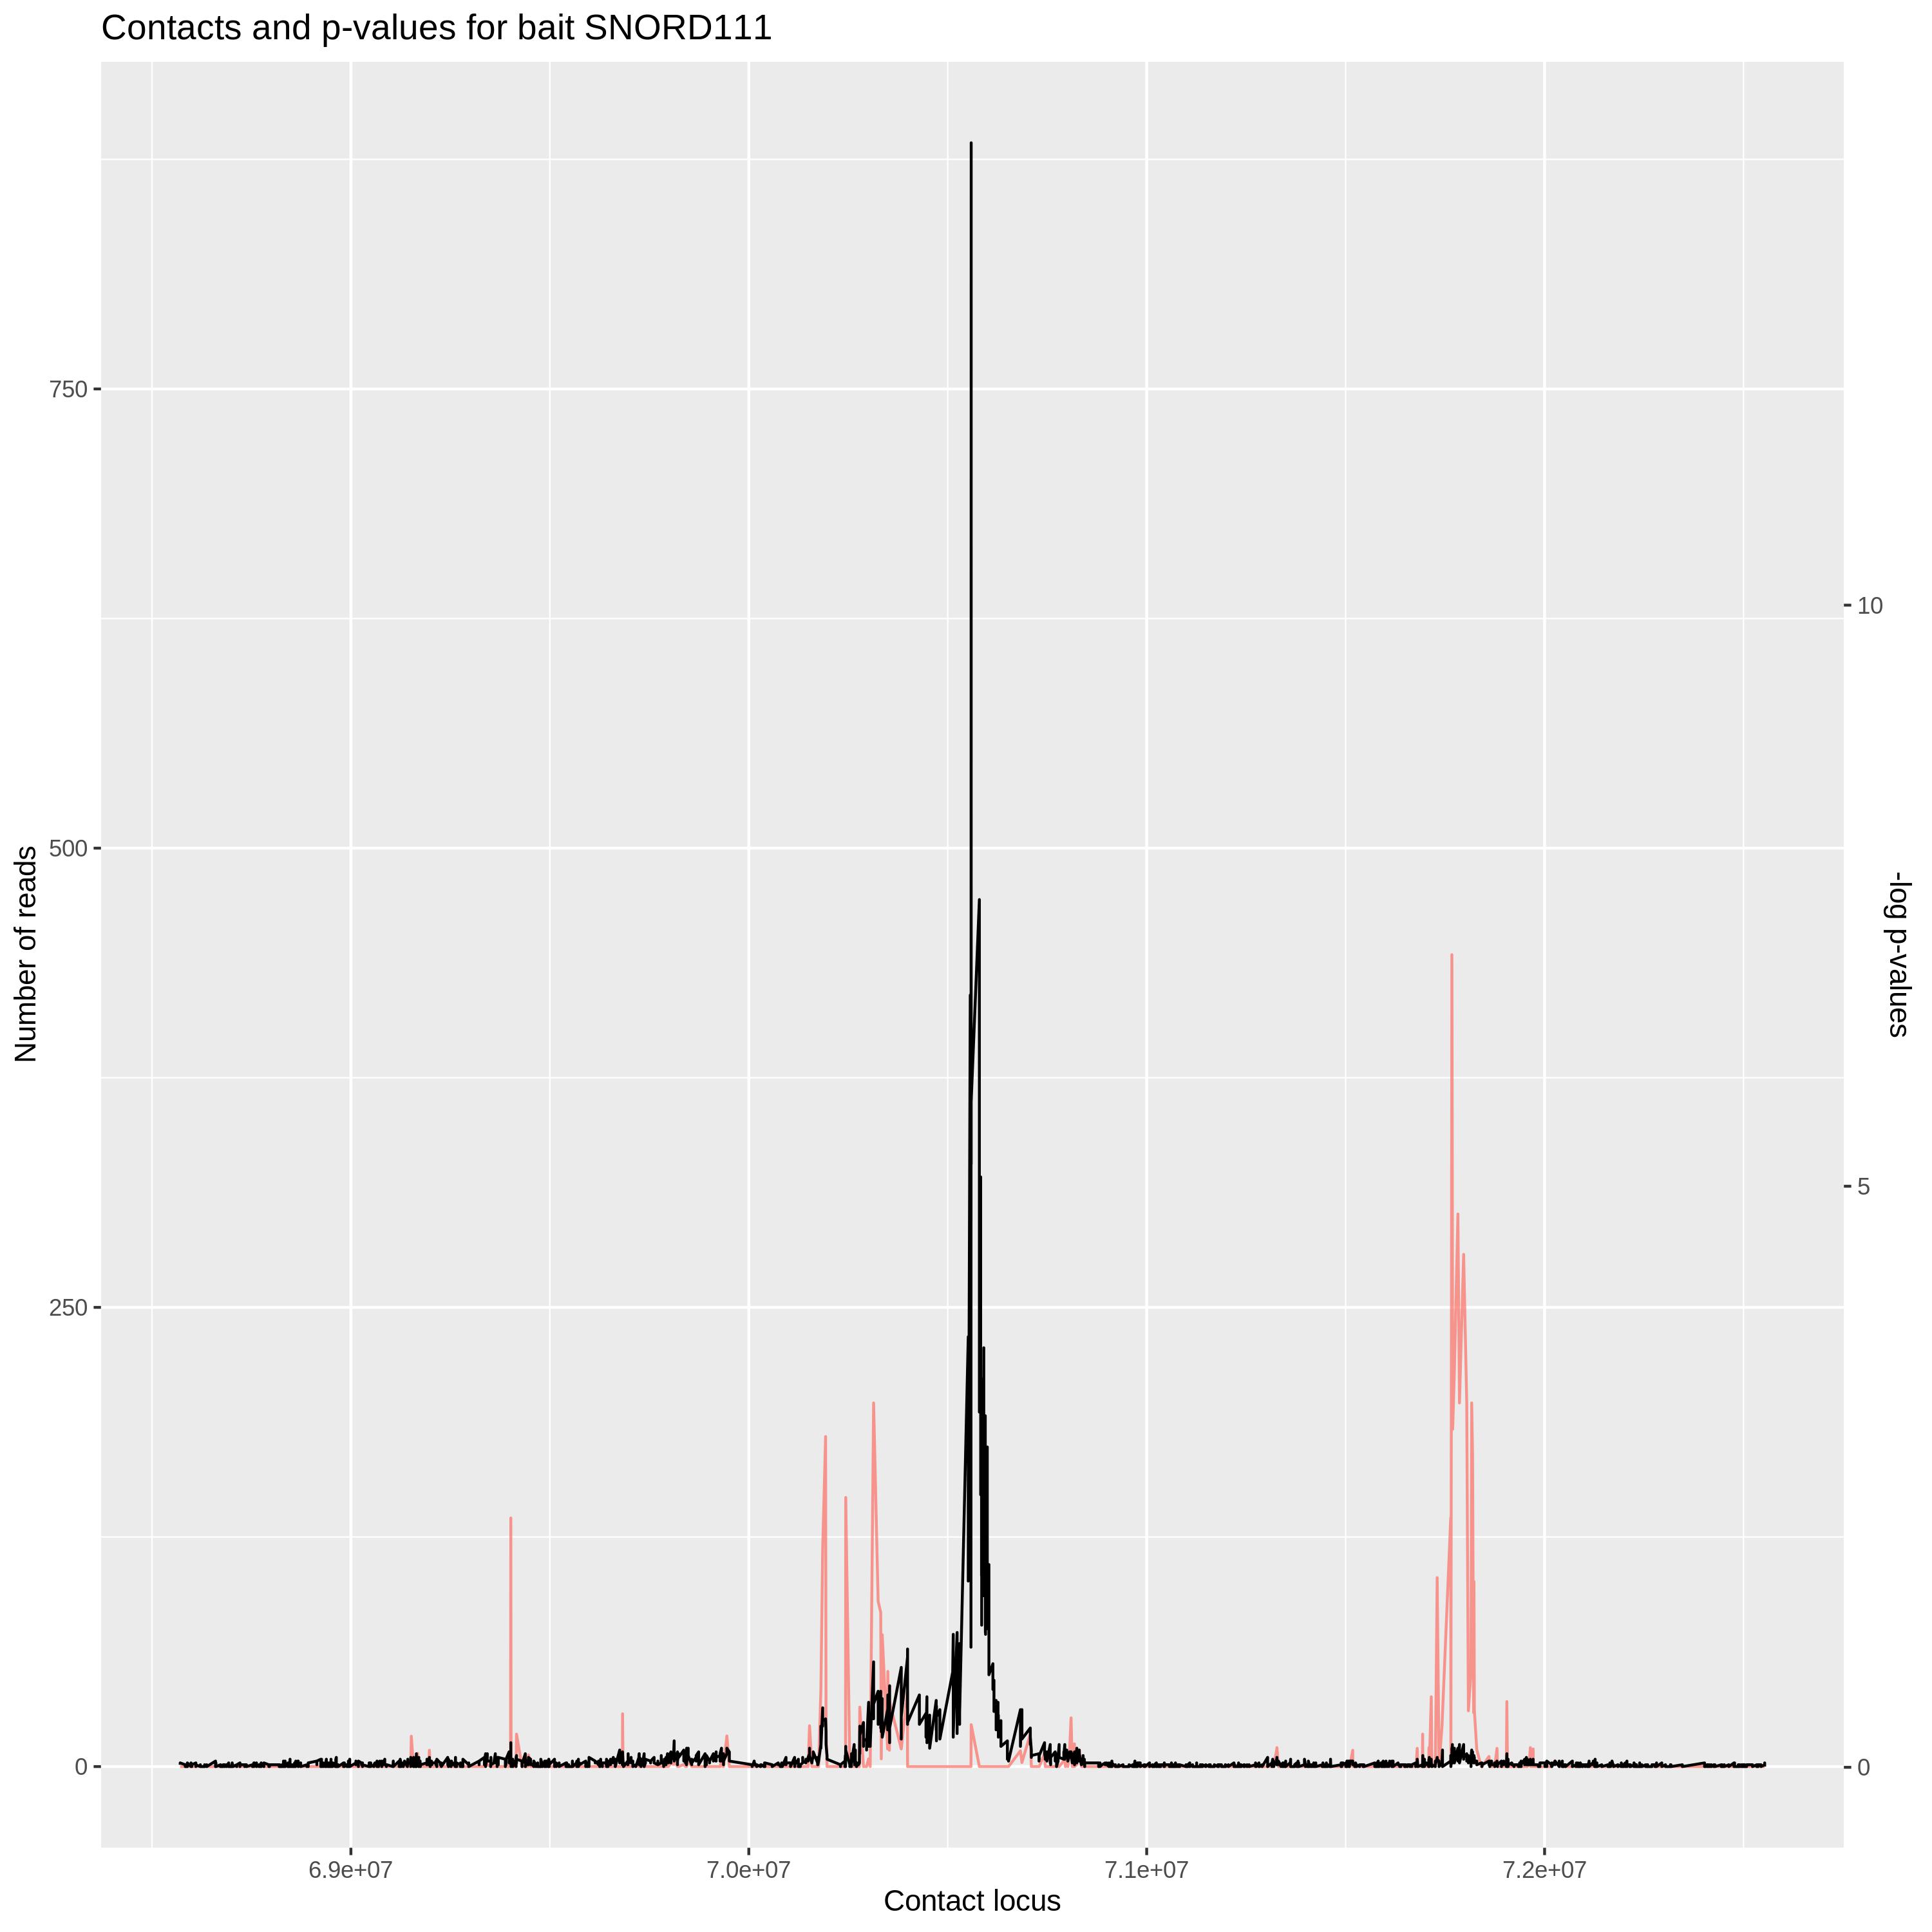 Contacts and p-values for bait SNORD111
750
500
250
0
10
5
0
Number of reads
-log p-values
6.9e+07
7.0e+07
7.1e+07
7.2e+07
Contact locus